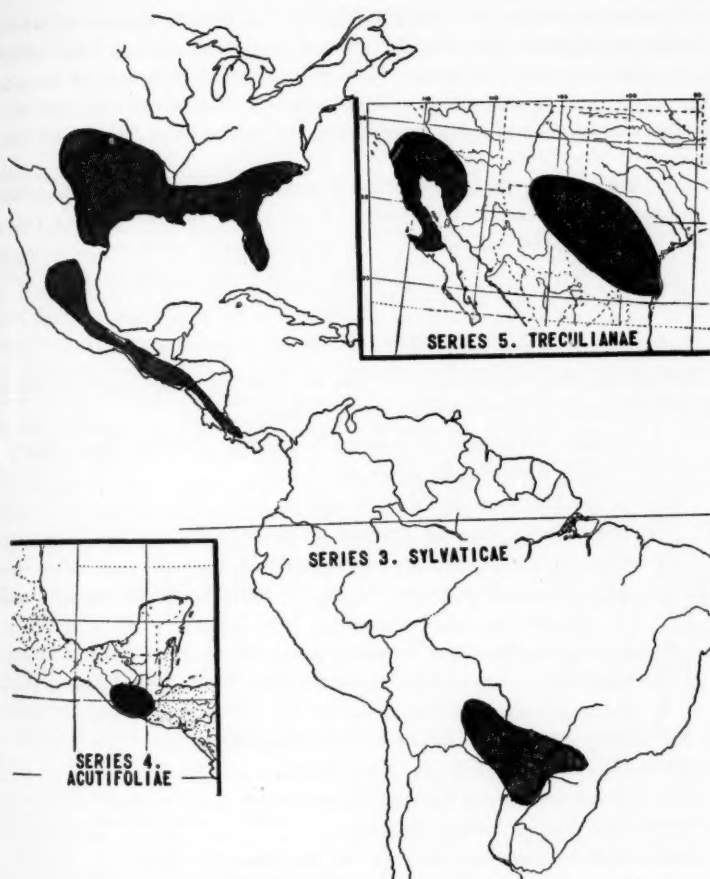 SERIES 5. TRECULIANAE
SERIES 3. SYLVATICAE
SERIES 4.
ACUTIFOLIAE